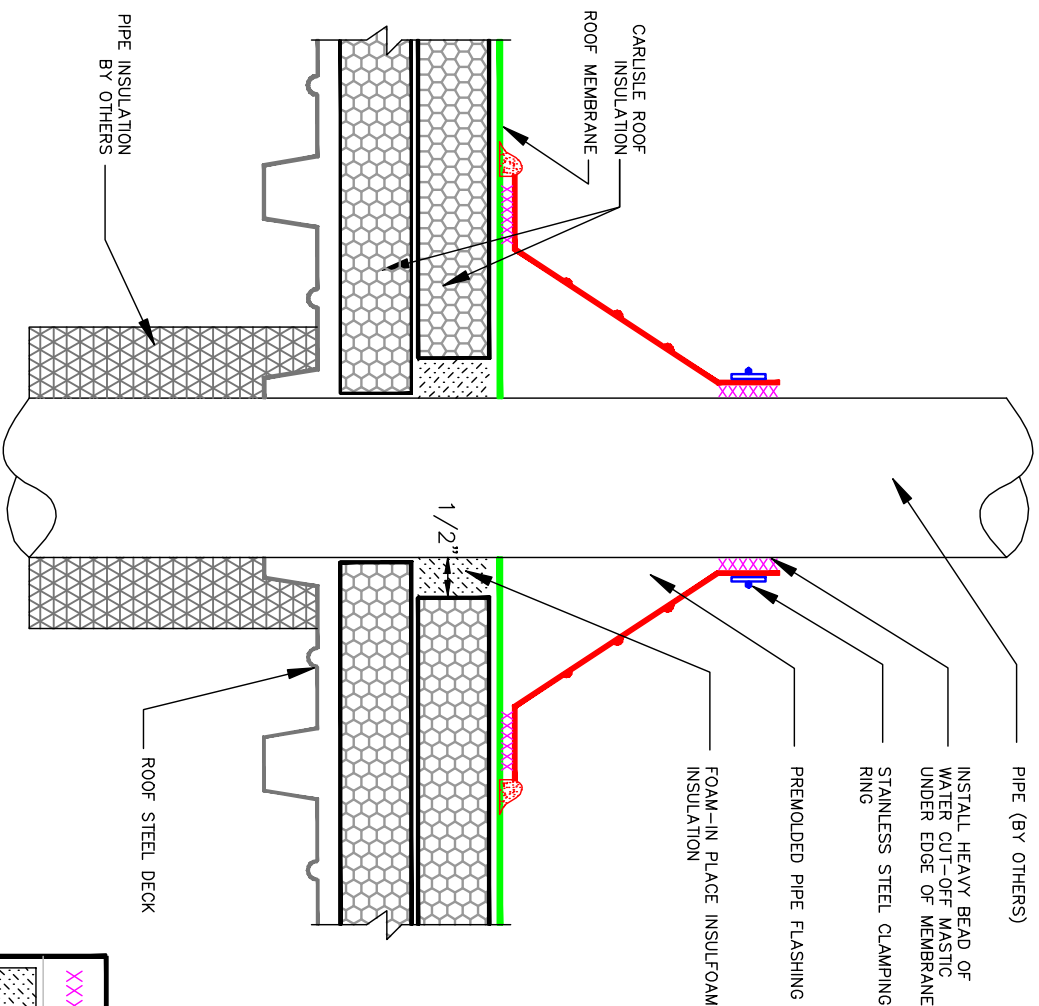 CARLISLE ROOF
INSULATION
ROOF MEMBRANE
PIPE INSULATION
BY OTHERS
1/2"
PIPE (BY OTHERS)
INSTALL HEAVY BEAD OF
WATER CUT-OFF MASTIC
UNDER EDGE OF MEMBRANE
STAINLESS STEEL CLAMPING
RING
PREMOLDED PIPE FLASHING
FOAM-IN PLACE INSULFOAM
INSULATION
ROOF STEEL DECK